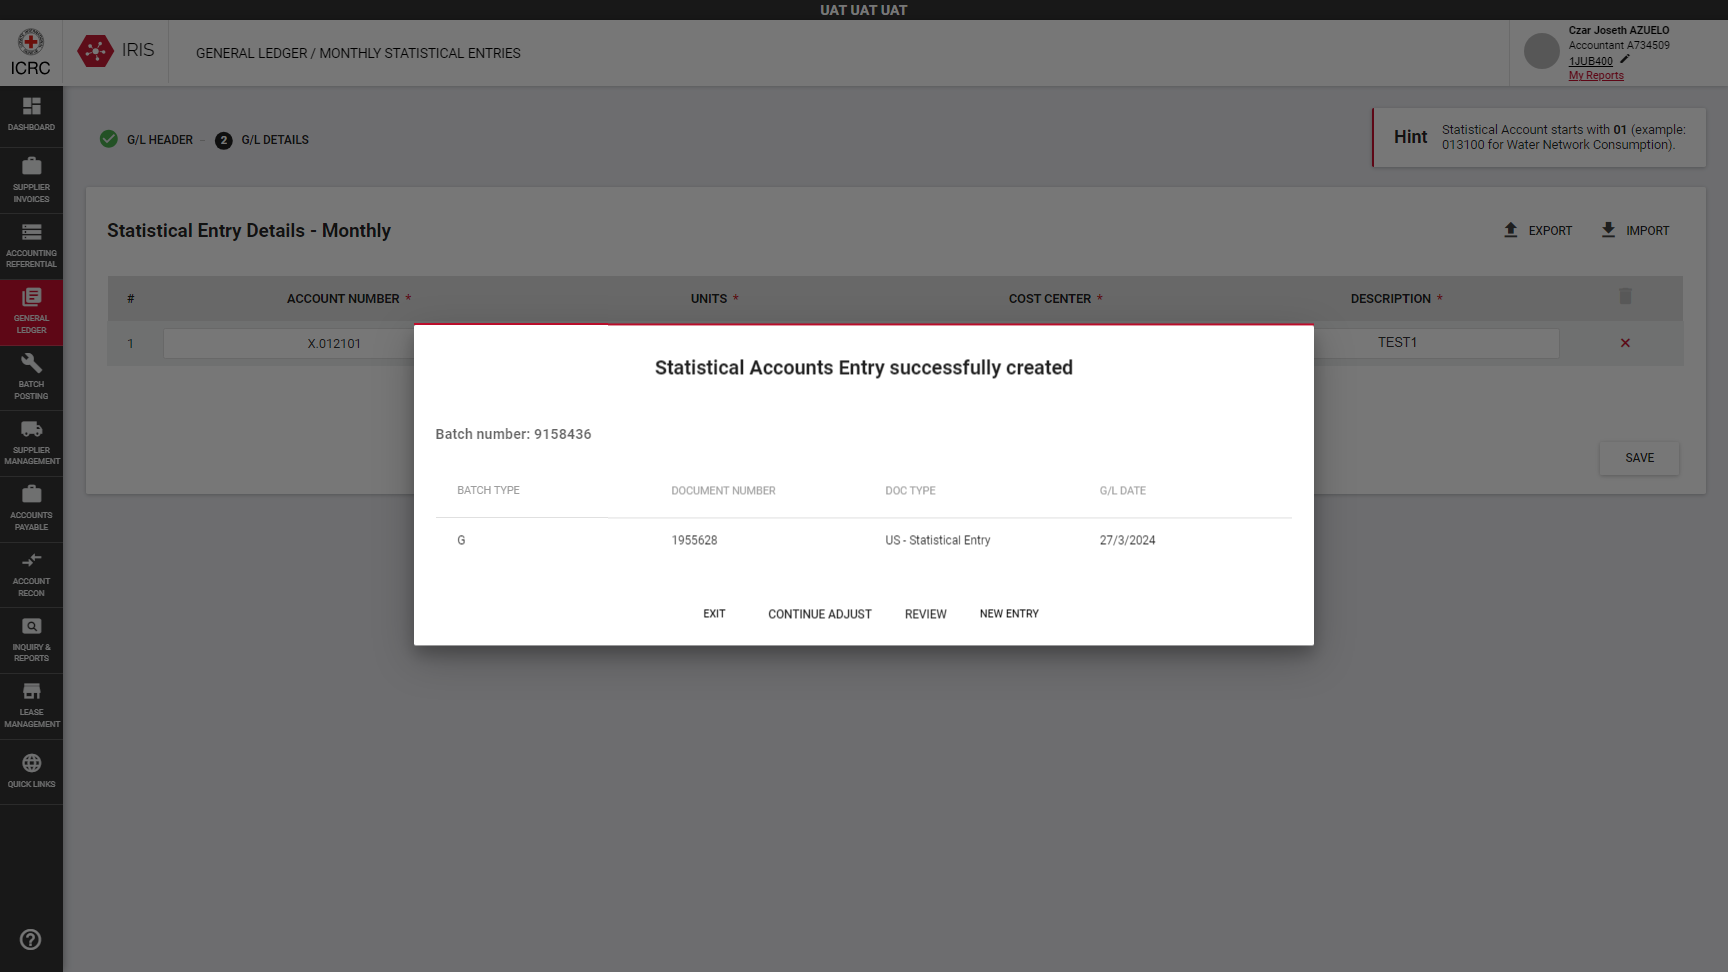 UAT UAT UAT
ICRC
IRIS
GENERAL LEDGER / MONTHLY STATISTICAL ENTRIES
Czar Joseth AZUELO
Accountant A734509
1JUB400
My Reports
DASHBOARD
SUPPLIER
INVOICES
ACCOUNTING
REFERENTIAL
GENERAL
LEDGER
BATCH
POSTING
SUPPLIER
MANAGEMENT
ACCOUNTS
PAYABLE
ACCOUNT
RECON
INQUIRY &
REPORTS
LEASE
MANAGEMENT
QUICK LINKS
G/L HEADER
2 G/L DETAILS
Hint
Statistical Account starts with 01 (example:
013100 for Water Network Consumption).
Statistical Entry Details - Monthly
EXPORT
IMPORT
# ACCOUNT NUMBER * UNITS * COST CENTER * DESCRIPTION *
1 X.012101 TEST1
SAVE
Statistical Accounts Entry successfully created
Batch number: 9158436
BATCH TYPE DOCUMENT NUMBER DOC TYPE G/L DATE
G 1955628 US - Statistical Entry 27/3/2024
EXIT CONTINUE ADJUST REVIEW NEW ENTRY